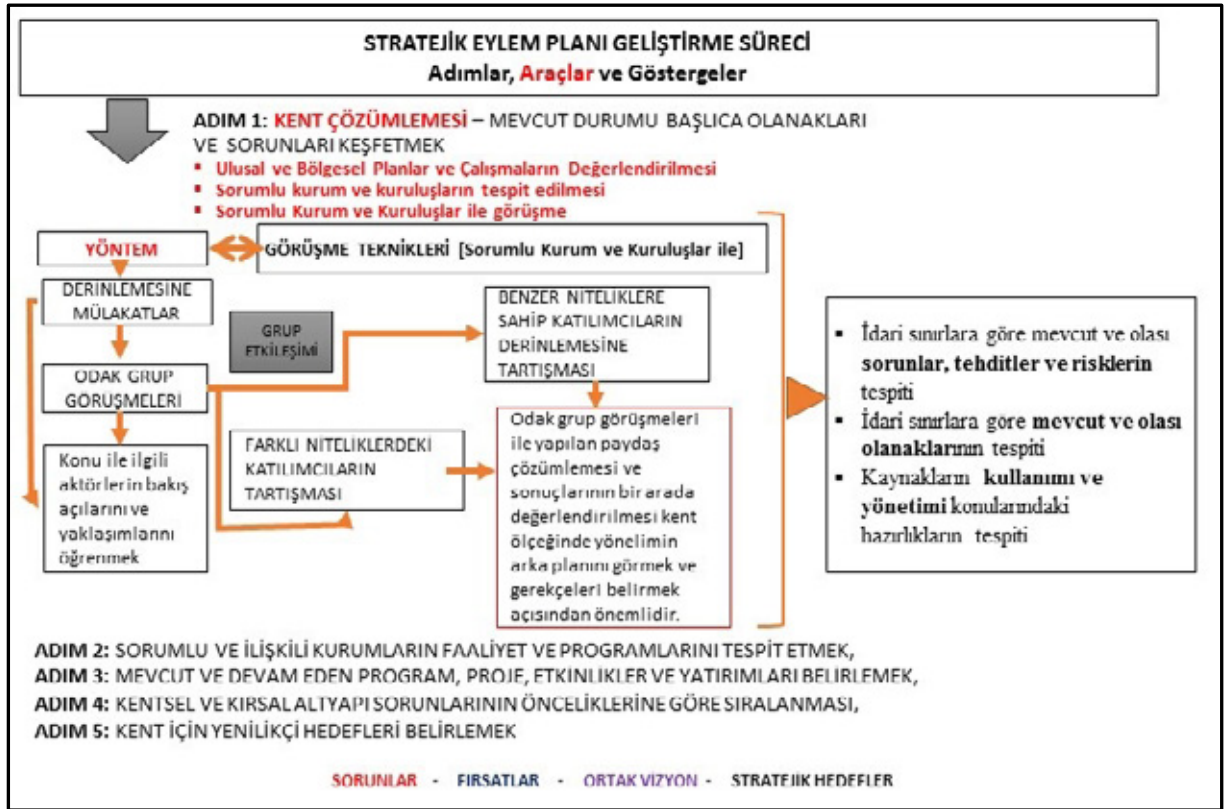 STRATEJİK EYLEM PLANI GELİŞTİRME SÜRECİ
Adımlar, Araçlar ve Göstergeler
ADIM 1: KENT ÇÖZÜMLEMESİ – MEVCUT DURUMU BAŞLICA OLANAKLARI
VE SORUNLARI KEŞFETMEK
▪ Ulusal ve Bölgesel Planlar ve Çalışmaların Değerlendirilmesi
▪ Sorumlu kurum ve kuruluşların tespit edilmesi
▪ Sorumlu Kurum ve Kuruluşlar ile görüşme
YÖNTEM
GÖRÜŞME TEKNİKLERİ [Sorumlu Kurum ve Kuruluşlar ile]
DERİNLEMESİNE
MÜLAKATLAR
GRUP
ETKİLEŞİMİ
BENZER NİTELİKLERE
SAHİP KATILIMCILARIN
DERİNLEMESİNE
TARTIŞMASI
ODAK GRUP
GÖRÜŞMELERİ
Konu ile ilgili
aktörlerin bakış
açılarını ve
yaklaşımlarını
öğrenmek
FARKLI NİTELİKLERDEKİ
KATILIMCILARIN
TARTIŞMASI
Odak grup görüşmeleri
ile yapılan paydaş
çözümlemesi ve
sonuçlarının bir arada
değerlendirilmesi kent
ölçeğinde yönelimin
arka planını görmek ve
gerekçeleri belirmek
açısından önemlidir.
▪ İdari sınırlara göre mevcut ve olası
sorunlar, tehditler ve risklerin
tespiti
▪ İdari sınırlara göre mevcut ve olası
olanaklarının tespiti
▪ Kaynakların kullanımı ve
yönetimi konularındaki
hazırlıkların tespiti
ADIM 2: SORUMLU VE İLİŞKİLİ KURUMLARIN FAALİYET VE PROGRAMLARINI TESPİT ETMEK,
ADIM 3: MEVCUT VE DEVAM EDEN PROGRAM, PROJE, ETKİNLİKLER VE YATIRIMLARI BELİRLEMEK,
ADIM 4: KENTSEL VE KIRSAL ALTYAPI SORUNLARININ ÖNCELİKLERİNE GÖRE SIRALANMASI,
ADIM 5: KENT İÇİN YENİLİKÇİ HEDEFLERİ BELİRLEMEK
SORUNLAR - FIRSATLAR - ORTAK VİZYON - STRATEJİK HEDEFLER